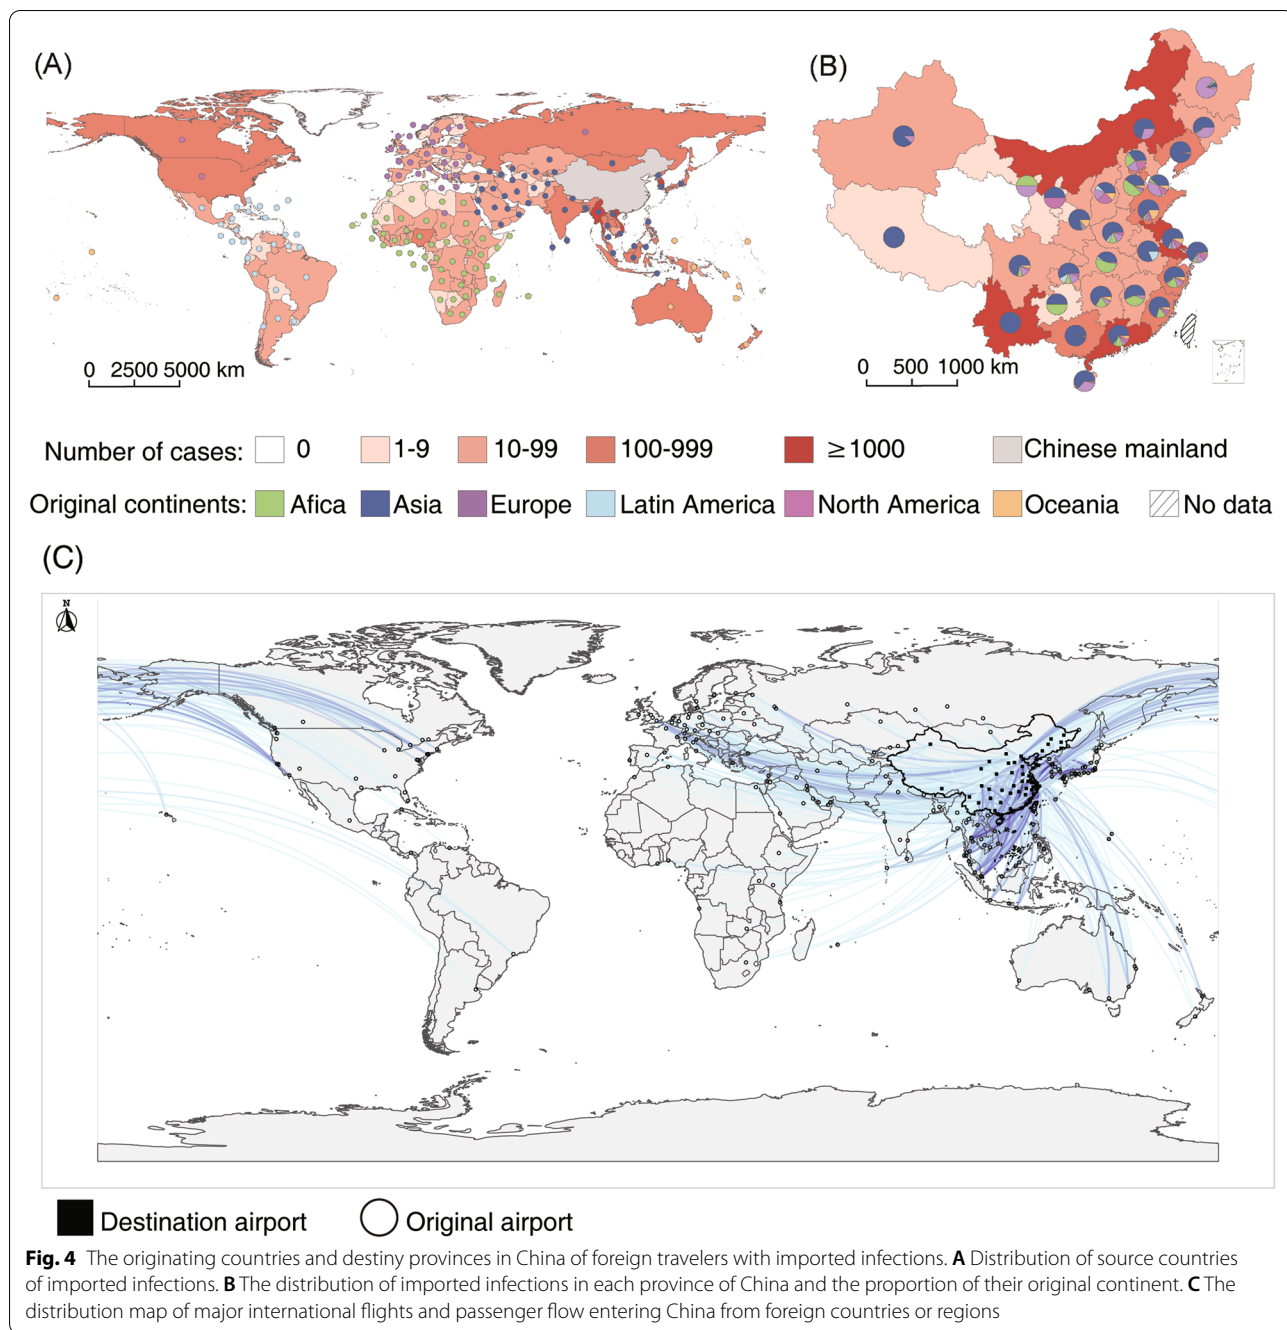 (A)
(B)
0 2500 5000 km
0 500 1000 km
Number of cases: 0 1-9 10-99 100-999 ≥1000 Chinese mainland
Original continents: Afica Asia Europe Latin America North America Oceania No data
(C)
N
Destination airport Original airport
Fig. 4 The originating countries and destiny provinces in China of foreign travelers with imported infections. A Distribution of source countries
of imported infections. B The distribution of imported infections in each province of China and the proportion of their original continent. C The
distribution map of major international flights and passenger flow entering China from foreign countries or regions